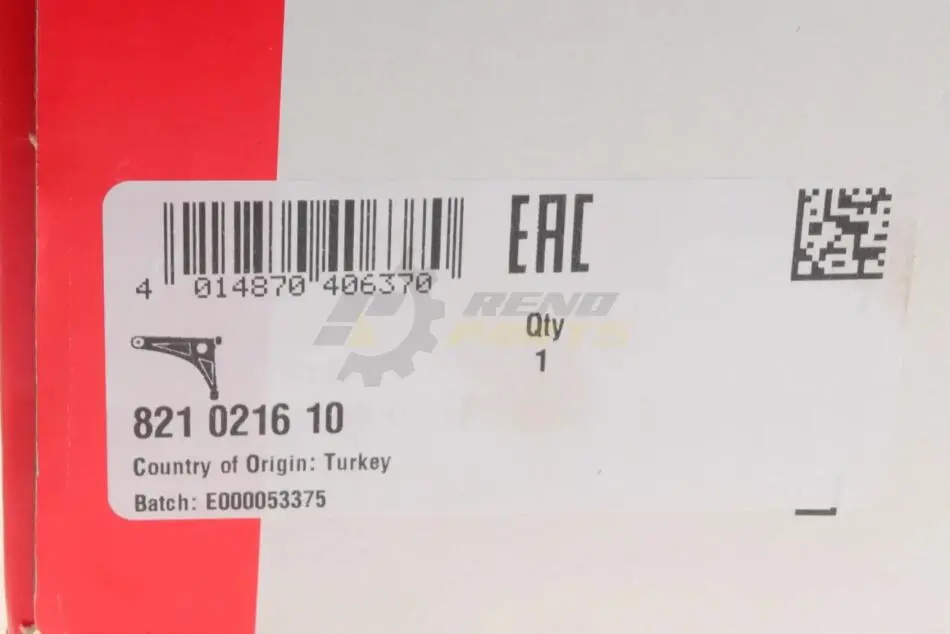 4 014870 406370
EAC
RENO
PARTS
Qty
1
821 0216 10
Country of Origin: Turkey
Batch: E000053375